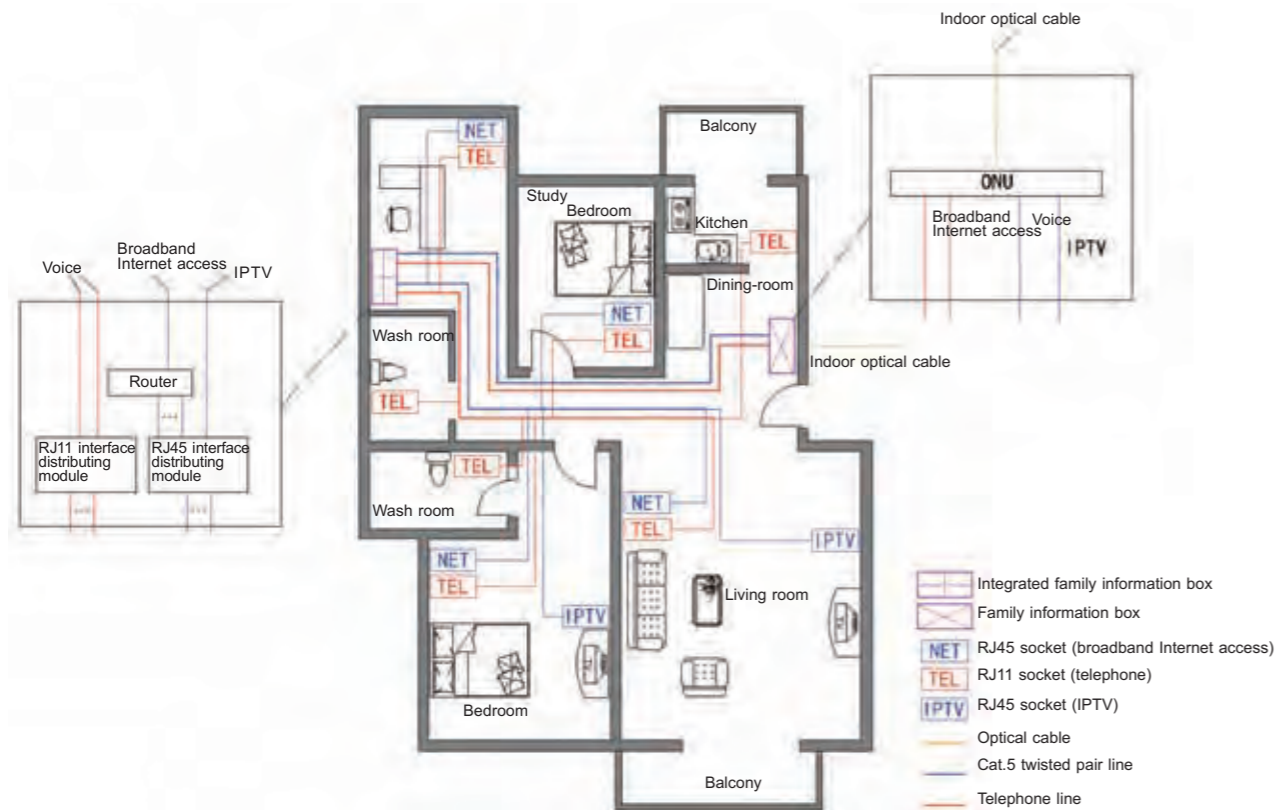 Indoor optical cable
ONU
Broadband
Internet access
Voice
IPTV
Balcony
NET
TEL
Study
Bedroom
Kitchen
TEL
Dining-room
NET
TEL
Indoor optical cable
Voice
Broadband
Internet access
IPTV
Router
RJ11 interface
distributing
module
RJ45 interface
distributing
module
Wash room
TEL
TEL
Wash room
NET
TEL
IPTV
Bedroom
NET
TEL
IPTV
Living room
Balcony
Integrated family information box
Family information box
NET RJ45 socket (broadband Internet access)
TEL RJ11 socket (telephone)
IPTV RJ45 socket (IPTV)
Optical cable
Cat.5 twisted pair line
Telephone line